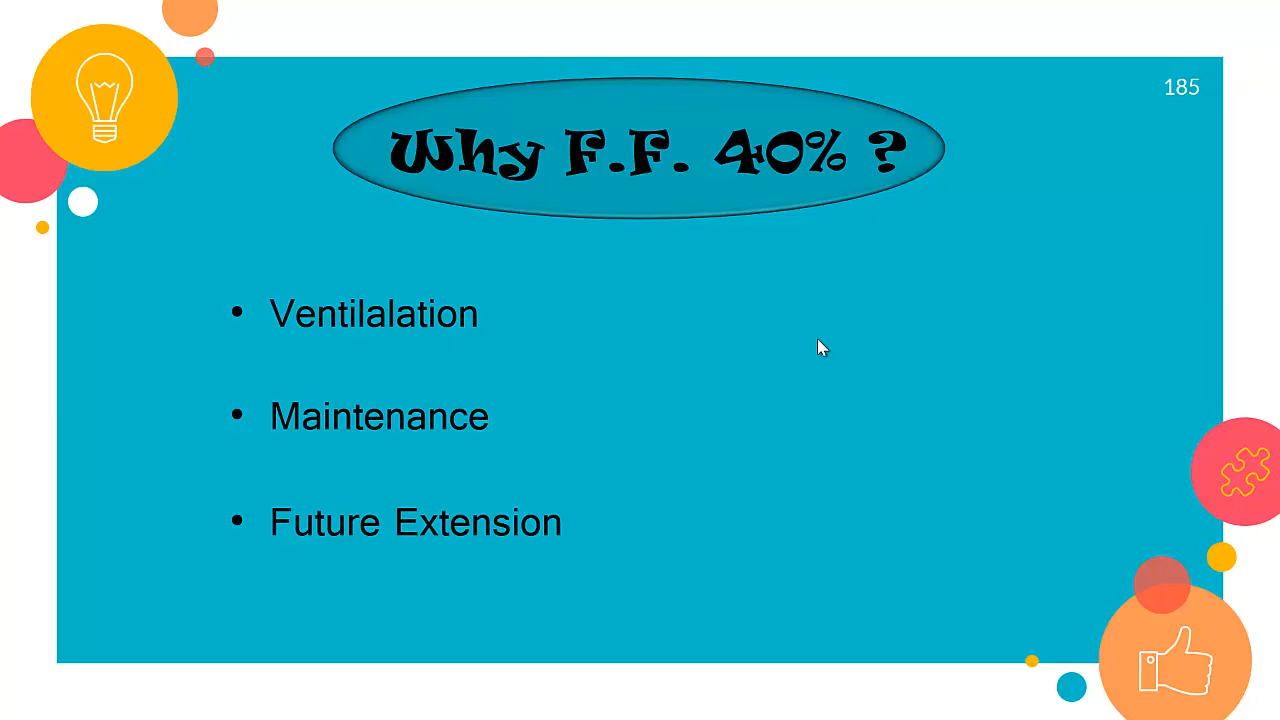 185
Why F.F. 40% ?
• Ventilalation
• Maintenance
• Future Extension